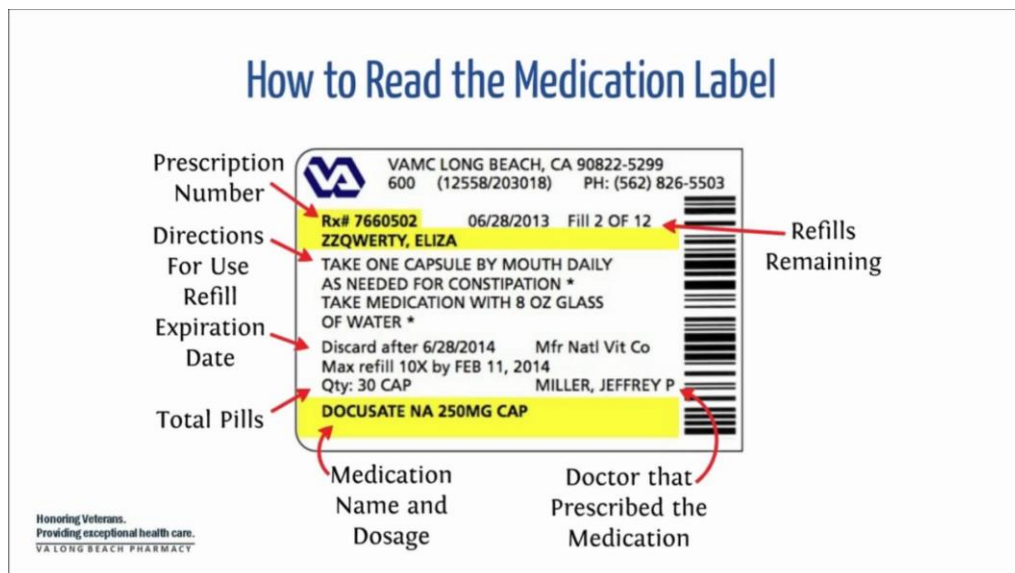 How to Read the Medication Label
Prescription
Number
Directions
For Use
Refill
Expiration
Date
Total Pills
VA
VAMC LONG BEACH, CA 90822-5299
600 (12558/203018) PH: (562) 826-5503
Rx# 7660502 06/28/2013 Fill 2 OF 12
ZZQWERTY, ELIZA
TAKE ONE CAPSULE BY MOUTH DAILY
AS NEEDED FOR CONSTIPATION *
TAKE MEDICATION WITH 8 OZ GLASS
OF WATER *
Discard after 6/28/2014 Mfr Natl Vit Co
Max refill 10X by FEB 11, 2014
Qty: 30 CAP MILLER, JEFFREY P
DOCUSATE NA 250MG CAP
Refills
Remaining
Medication
Name and
Dosage
Doctor that
Prescribed the
Medication
Honoring Veterans.
Providing exceptional health care.
VA LONG BEACH PHARMACY